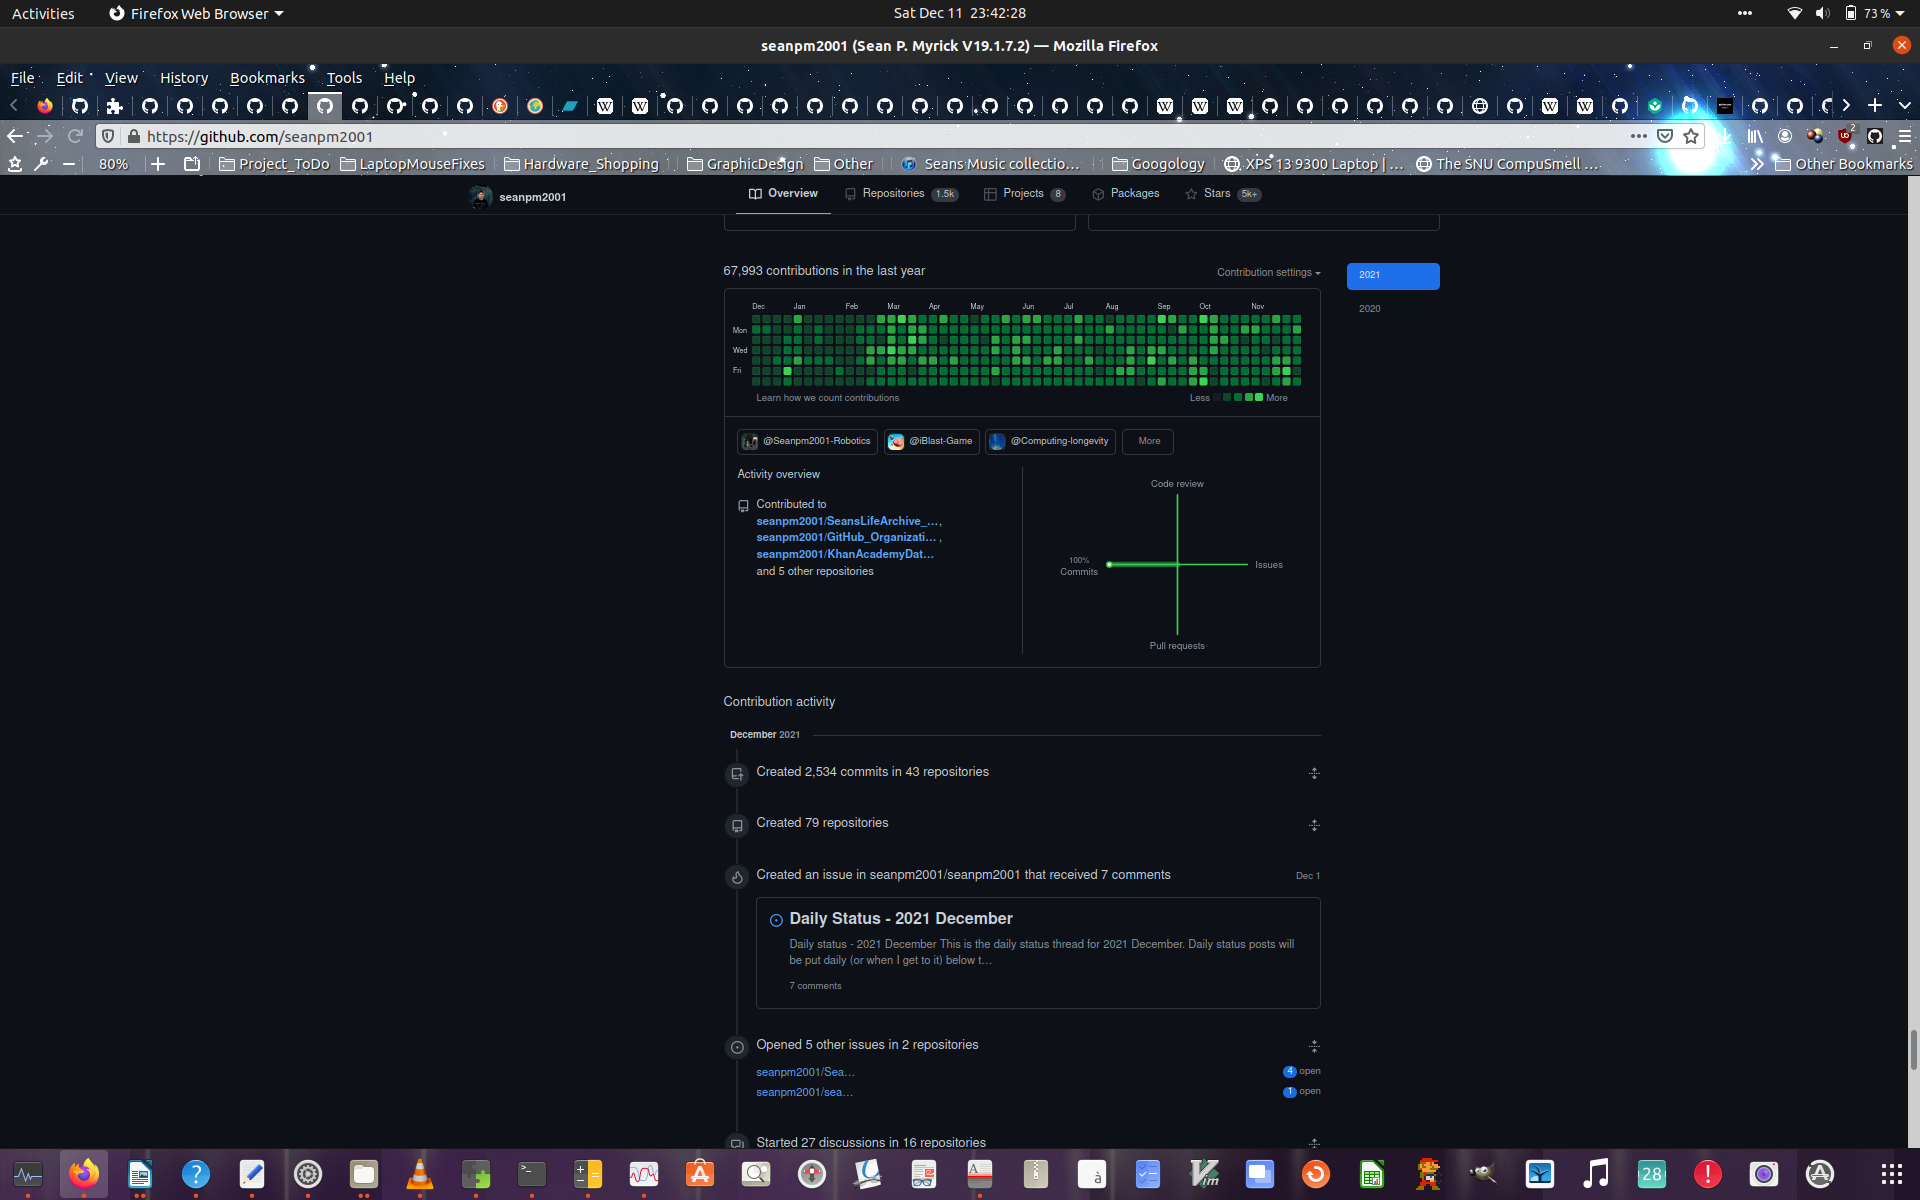 Activities
Firefox Web Browser
Sat Dec 11 23:42:28
73 %
seanpm2001 (Sean P. Myrick V19.1.7.2) — Mozilla Firefox
File Edit View History Bookmarks Tools Help
https://github.com/seanpm2001
2
80%
Project_ToDo
LaptopMouseFixes
Hardware_Shopping
GraphicDesign
Other
Seans Music collectio…
Googology
XPS 13 9300 Laptop | …
The SNU CompuSmell …
Other Bookmarks
seanpm2001
Overview
Repositories 1.5k
Projects 8
Packages
Stars 5k+
67,993 contributions in the last year
Contribution settings
2021
2020
Dec Jan Feb Mar Apr May Jun Jul Aug Sep Oct Nov
Mon
Wed
Fri
Learn how we count contributions
Less More
@Seanpm2001-Robotics
@iBlast-Game
@Computing-longevity
More
Activity overview
Contributed to
seanpm2001/SeansLifeArchive_…,
seanpm2001/GitHub_Organizati… ,
seanpm2001/KhanAcademyDat…
and 5 other repositories
Code review
100%
Commits
Issues
Pull requests
Contribution activity
December 2021
Created 2,534 commits in 43 repositories
Created 79 repositories
Created an issue in seanpm2001/seanpm2001 that received 7 comments
Dec 1
Daily Status - 2021 December
Daily status - 2021 December This is the daily status thread for 2021 December. Daily status posts will
be put daily (or when I get to it) below t…
7 comments
Opened 5 other issues in 2 repositories
seanpm2001/Sea…
4 open
seanpm2001/sea…
1 open
Started 27 discussions in 16 repositories
28